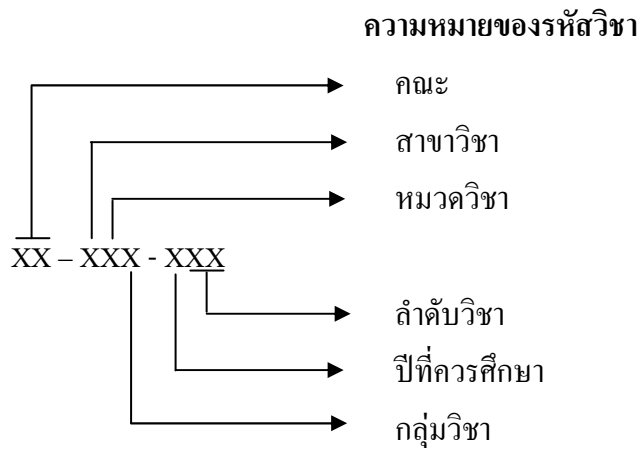 ความหมายของรหัสวิชา
คณะ
สาขาวิชา
หมวดวิชา
XX – XXX - XXX
ลำดับวิชา
ปีที่ควรศึกษา
กลุ่มวิชา